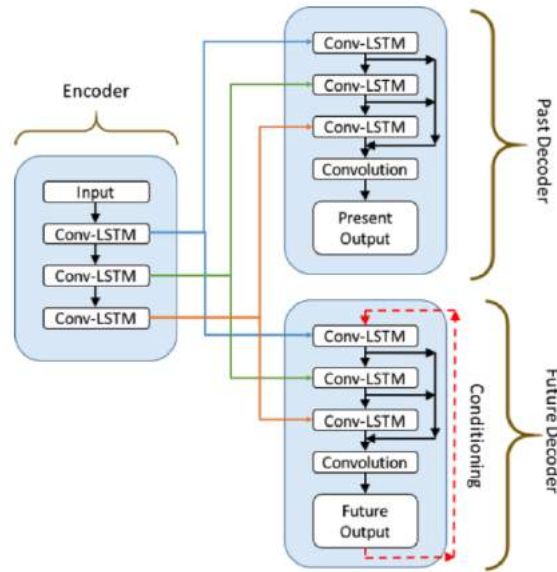 Encoder
Input
Conv-LSTM
Conv-LSTM
Conv-LSTM
Conv-LSTM
Conv-LSTM
Conv-LSTM
Convolution
Present
Output
Past Decoder
Conv-LSTM
Conv-LSTM
Conv-LSTM
Convolution
Future
Output
Conditioning
Future Decoder